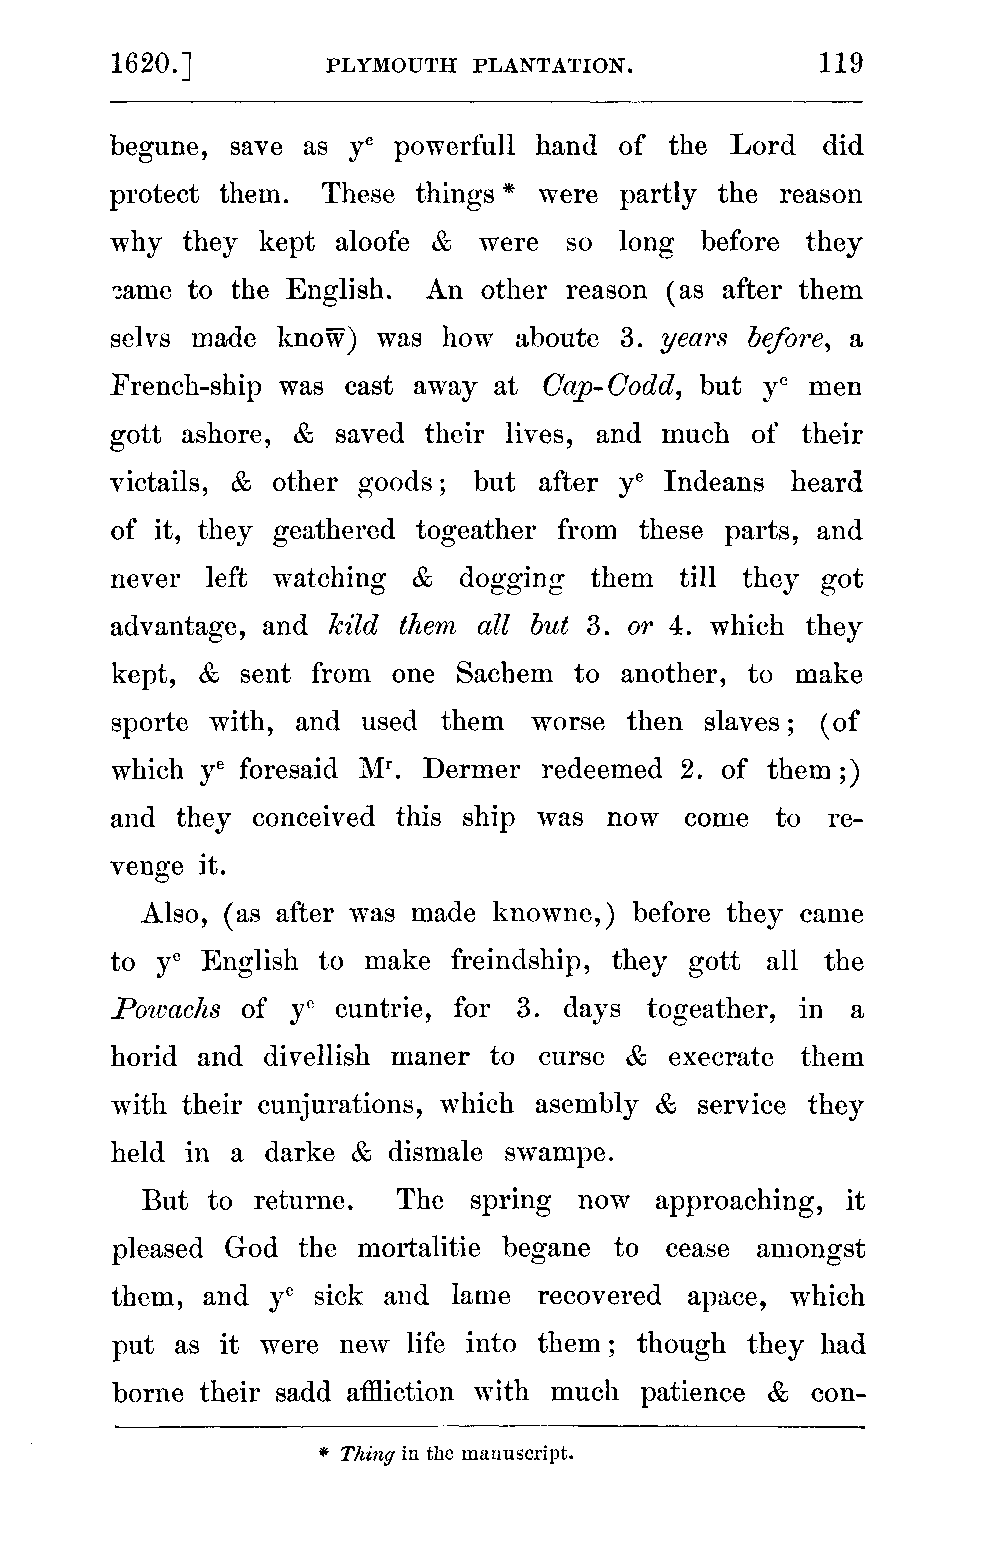 1620.] PLYMOUTH PLANTATION. 119
begune, save as yᵉ powerfull hand of the Lord did
protect them. These things * were partly the reason
why they kept aloofe & were so long before they
came to the English. An other reason (as after them
selvs made know̅) was how aboute 3. years before, a
French-ship was cast away at Cap-Codd, but yᵉ men
gott ashore, & saved their lives, and much of their
victails, & other goods; but after yᵉ Indeans heard
of it, they geathered togeather from these parts, and
never left watching & dogging them till they got
advantage, and kild them all but 3. or 4. which they
kept, & sent from one Sachem to another, to make
sporte with, and used them worse then slaves; (of
which yᵉ foresaid Mʳ. Dermer redeemed 2. of them;)
and they conceived this ship was now come to re-
venge it.
Also, (as after was made knowne,) before they came
to yᵉ English to make freindship, they gott all the
Powachs of yᵉ cuntrie, for 3. days togeather, in a
horid and divellish maner to curse & execrate them
with their cunjurations, which asembly & service they
held in a darke & dismale swampe.
But to returne. The spring now approaching, it
pleased God the mortalitie begane to cease amongst
them, and yᵉ sick and lame recovered apace, which
put as it were new life into them; though they had
borne their sadd affliction with much patience & con-
* Thing in the manuscript.